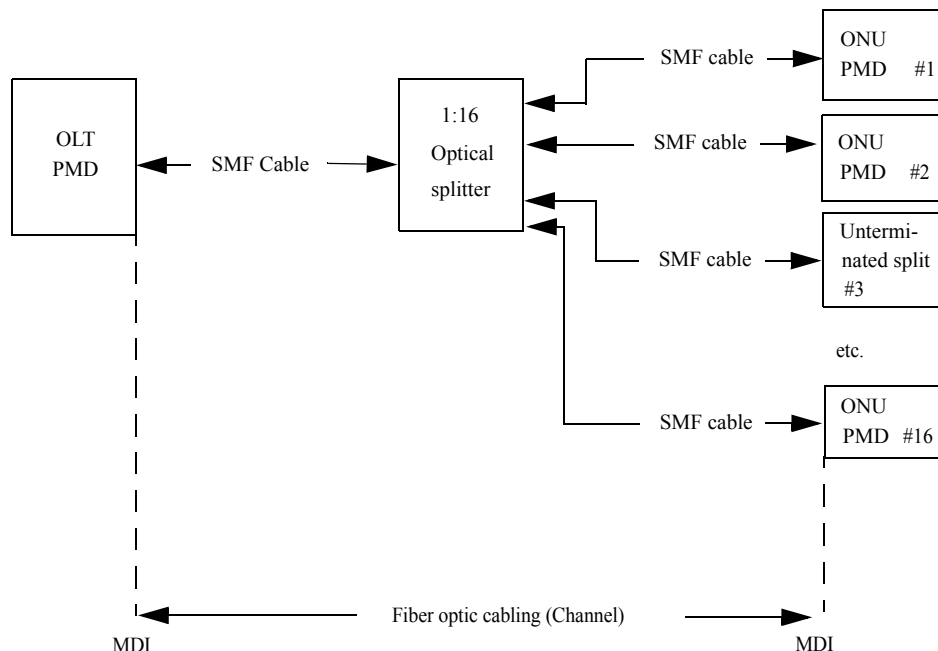 OLT
PMD
SMF Cable
1:16
Optical
splitter
SMF cable
ONU
PMD #1
SMF cable
ONU
PMD #2
SMF cable
Untermi-
nated split
#3
etc.
SMF cable
ONU
PMD #16
Fiber optic cabling (Channel)
MDI
MDI